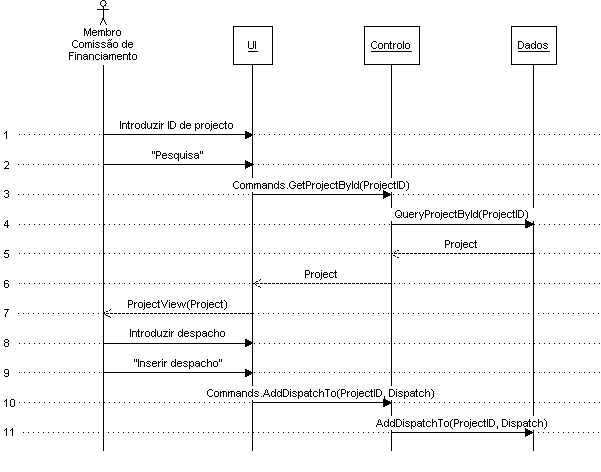 Membro
Comissão de
Financiamento
UI
Controlo
Dados
1
Introduzir ID de projecto
2
"Pesquisa"
3
Commands.GetProjectById(ProjectID)
4
QueryProjectById(ProjectID)
5
Project
6
Project
7
ProjectView(Project)
8
Introduzir despacho
9
"Inserir despacho"
10
Commands.AddDispatchTo(ProjectID, Dispatch)
11
AddDispatchTo(ProjectID, Dispatch)